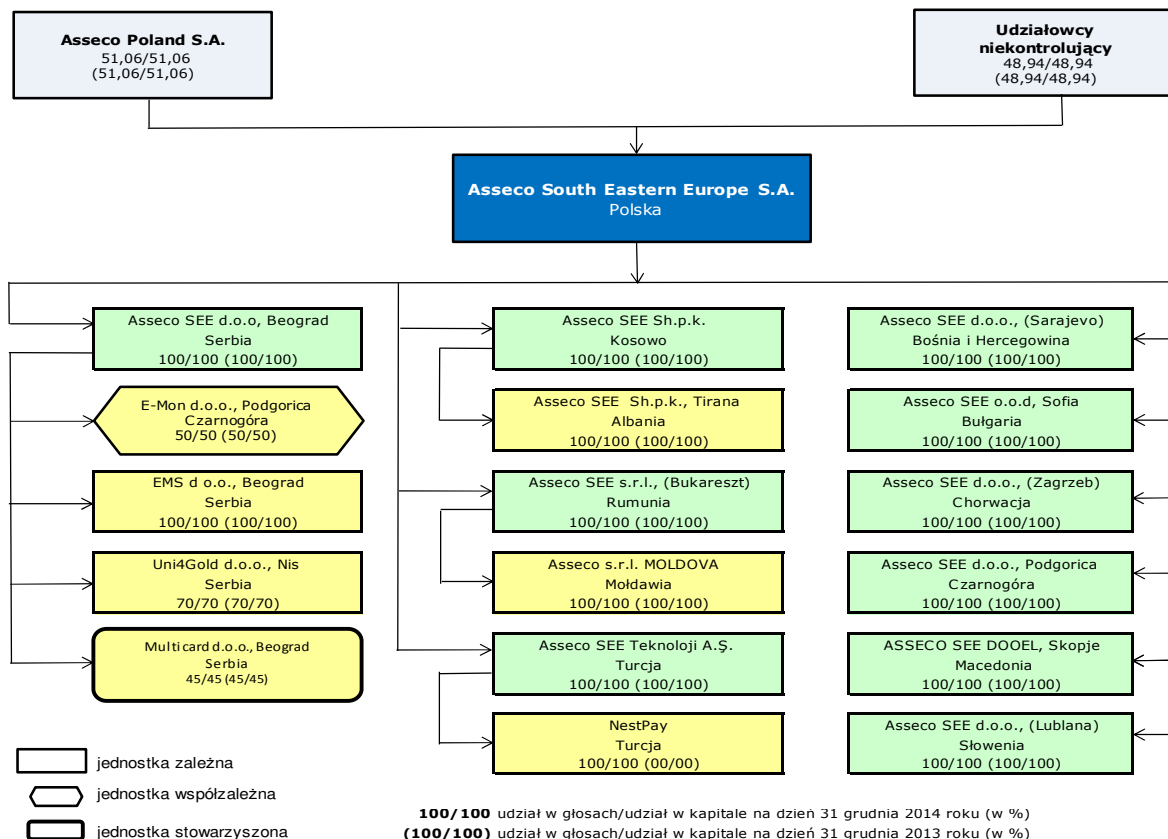 Asseco Poland S.A.
51,06/51,06
(51,06/51,06)
Udziałowcy
niekontrolujący
48,94/48,94
(48,94/48,94)
Asseco South Eastern Europe S.A.
Polska
Asseco SEE d.o.o, Beograd
Serbia
100/100 (100/100)
E-Mon d.o.o., Podgorica
Czarnogóra
50/50 (50/50)
EMS d o.o., Beograd
Serbia
100/100 (100/100)
Uni4Gold d.o.o., Nis
Serbia
70/70 (70/70)
Multicard d.o.o., Beograd
Serbia
45/45 (45/45)
Asseco SEE Sh.p.k.
Kosowo
100/100 (100/100)
Asseco SEE Sh.p.k., Tirana
Albania
100/100 (100/100)
Asseco SEE s.r.l., (Bukareszt)
Rumunia
100/100 (100/100)
Asseco s.r.l. MOLDOVA
Mołdawia
100/100 (100/100)
Asseco SEE Teknoloji A.Ş.
Turcja
100/100 (100/100)
NestPay
Turcja
100/100 (00/00)
Asseco SEE d.o.o., (Sarajevo)
Bośnia i Hercegowina
100/100 (100/100)
Asseco SEE o.o.d, Sofia
Bułgaria
100/100 (100/100)
Asseco SEE d.o.o., (Zagrzeb)
Chorwacja
100/100 (100/100)
Asseco SEE d.o.o., Podgorica
Czarnogóra
100/100 (100/100)
ASSECO SEE DOOEL, Skopje
Macedonia
100/100 (100/100)
Asseco SEE d.o.o., (Lublana)
Słowenia
100/100 (100/100)
jednostka zależna
jednostka współzależna
jednostka stowarzyszona
100/100 udział w głosach/udział w kapitale na dzień 31 grudnia 2014 roku (w %)
(100/100) udział w głosach/udział w kapitale na dzień 31 grudnia 2013 roku (w %)